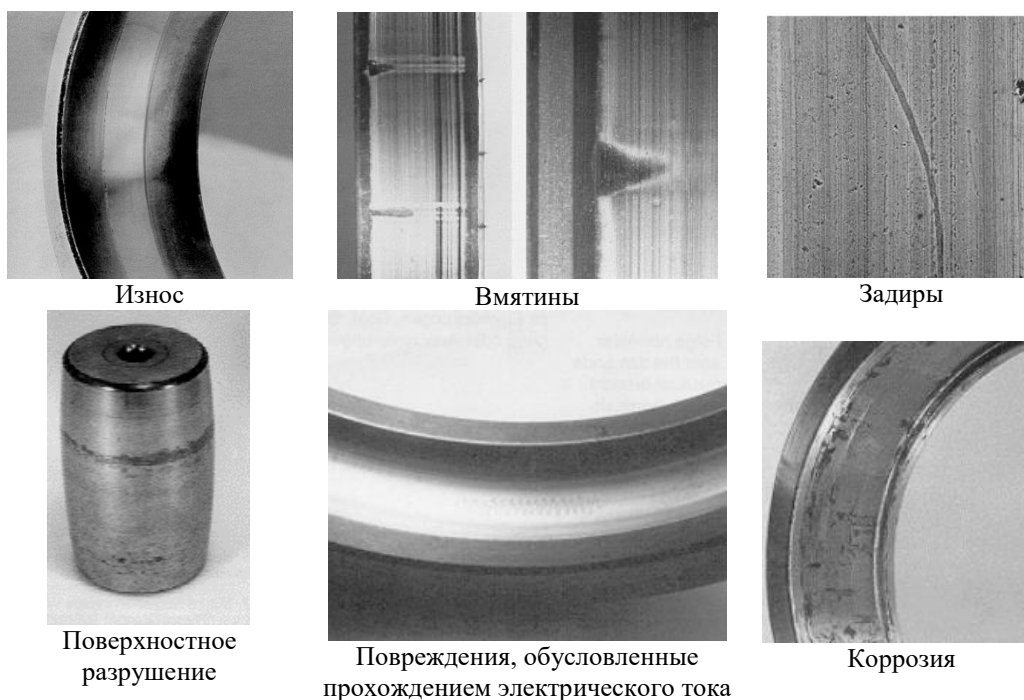 Износ
Вмятины
Задиры
Поверхностное
разрушение
Повреждения, обусловленные
прохождением электрического тока
Коррозия